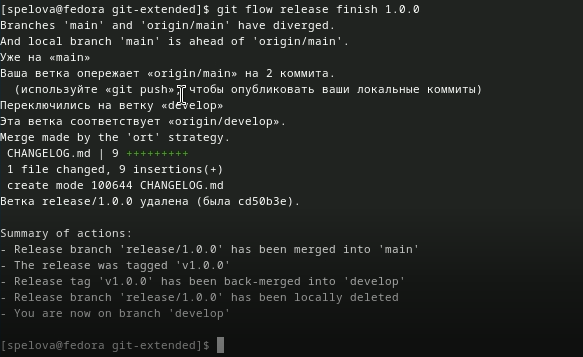 [spelova@fedora git-extended]$ git flow release finish 1.0.0
Branches 'main' and 'origin/main' have diverged.
And local branch 'main' is ahead of 'origin/main'.
Уже на «main»
Ваша ветка опережает «origin/main» на 2 коммита.
  (используйте «git push», чтобы опубликовать ваши локальные коммиты)
Переключились на ветку «develop»
Эта ветка соответствует «origin/develop».
Merge made by the 'ort' strategy.
 CHANGELOG.md | 9 +++++++++
 1 file changed, 9 insertions(+)
 create mode 100644 CHANGELOG.md
Ветка release/1.0.0 удалена (была cd50b3e).

Summary of actions:
- Release branch 'release/1.0.0' has been merged into 'main'
- The release was tagged 'v1.0.0'
- Release tag 'v1.0.0' has been back-merged into 'develop'
- Release branch 'release/1.0.0' has been locally deleted
- You are now on branch 'develop'

[spelova@fedora git-extended]$